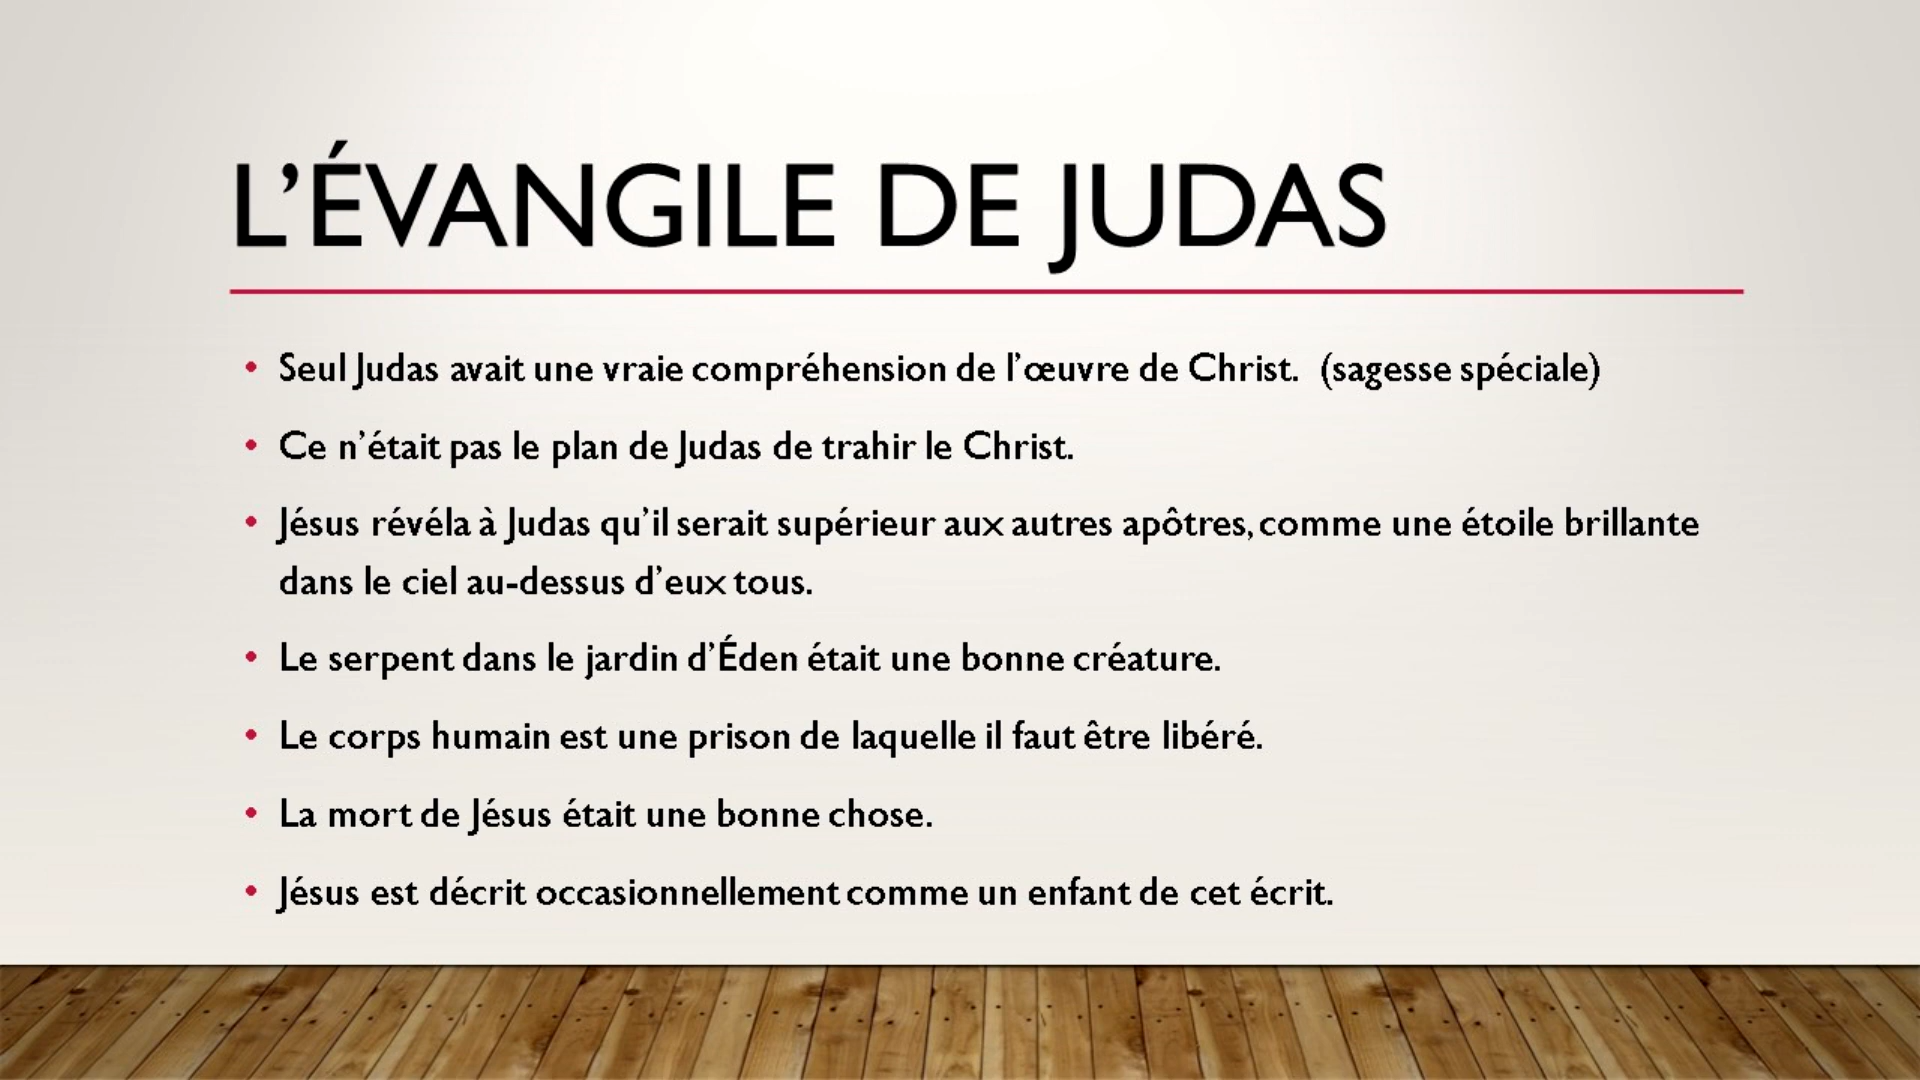 L’ÉVANGILE DE JUDAS
• Seul Judas avait une vraie compréhension de l’œuvre de Christ. (sagesse spéciale)
• Ce n’était pas le plan de Judas de trahir le Christ.
• Jésus révéla à Judas qu’il serait supérieur aux autres apôtres, comme une étoile brillante
dans le ciel au-dessus d’eux tous.
• Le serpent dans le jardin d’Éden était une bonne créature.
• Le corps humain est une prison de laquelle il faut être libéré.
• La mort de Jésus était une bonne chose.
• Jésus est décrit occasionnellement comme un enfant de cet écrit.